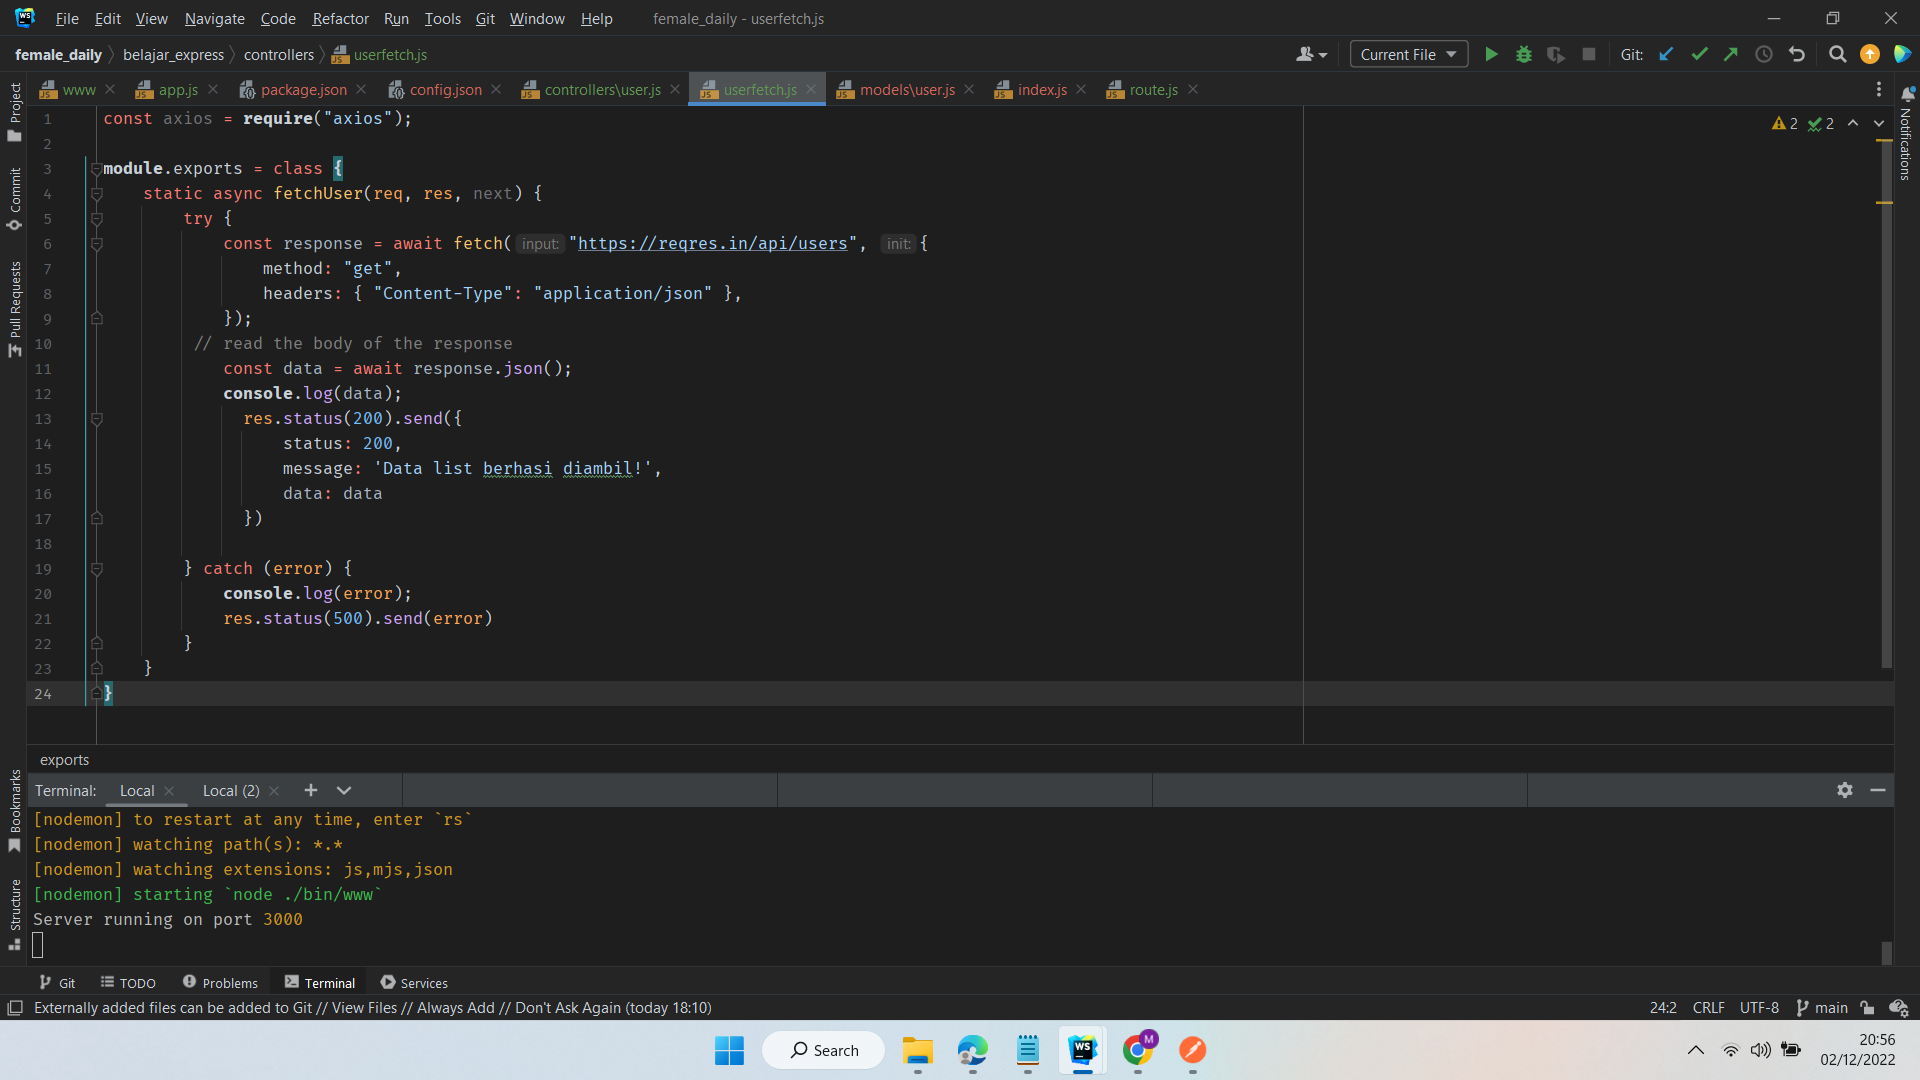 WS File Edit View Navigate Code Refactor Run Tools Git Window Help female_daily - userfetch.js
female_daily belajar_express controllers userfetch.js Current File Git:
www app.js package.json config.json controllers\user.js userfetch.js models\user.js index.js route.js
1 const axios = require("axios");
2
3 module.exports = class {
4 static async fetchUser(req, res, next) {
5 try {
6 const response = await fetch( input: "https://reqres.in/api/users", init: {
7 method: "get",
8 headers: { "Content-Type": "application/json" },
9 });
10 // read the body of the response
11 const data = await response.json();
12 console.log(data);
13 res.status(200).send({
14 status: 200,
15 message: 'Data list berhasi diambil!',
16 data: data
17 })
18
19 } catch (error) {
20 console.log(error);
21 res.status(500).send(error)
22 }
23 }
24 }
2 2
Project
Commit
Pull Requests
Bookmarks
Structure
Notifications
exports
Terminal: Local Local (2)
[nodemon] to restart at any time, enter `rs`
[nodemon] watching path(s): *.*
[nodemon] watching extensions: js,mjs,json
[nodemon] starting `node ./bin/www`
Server running on port 3000
Git TODO Problems Terminal Services
Externally added files can be added to Git // View Files // Always Add // Don't Ask Again (today 18:10) 24:2 CRLF UTF-8 main
Search WS M
20:56
02/12/2022